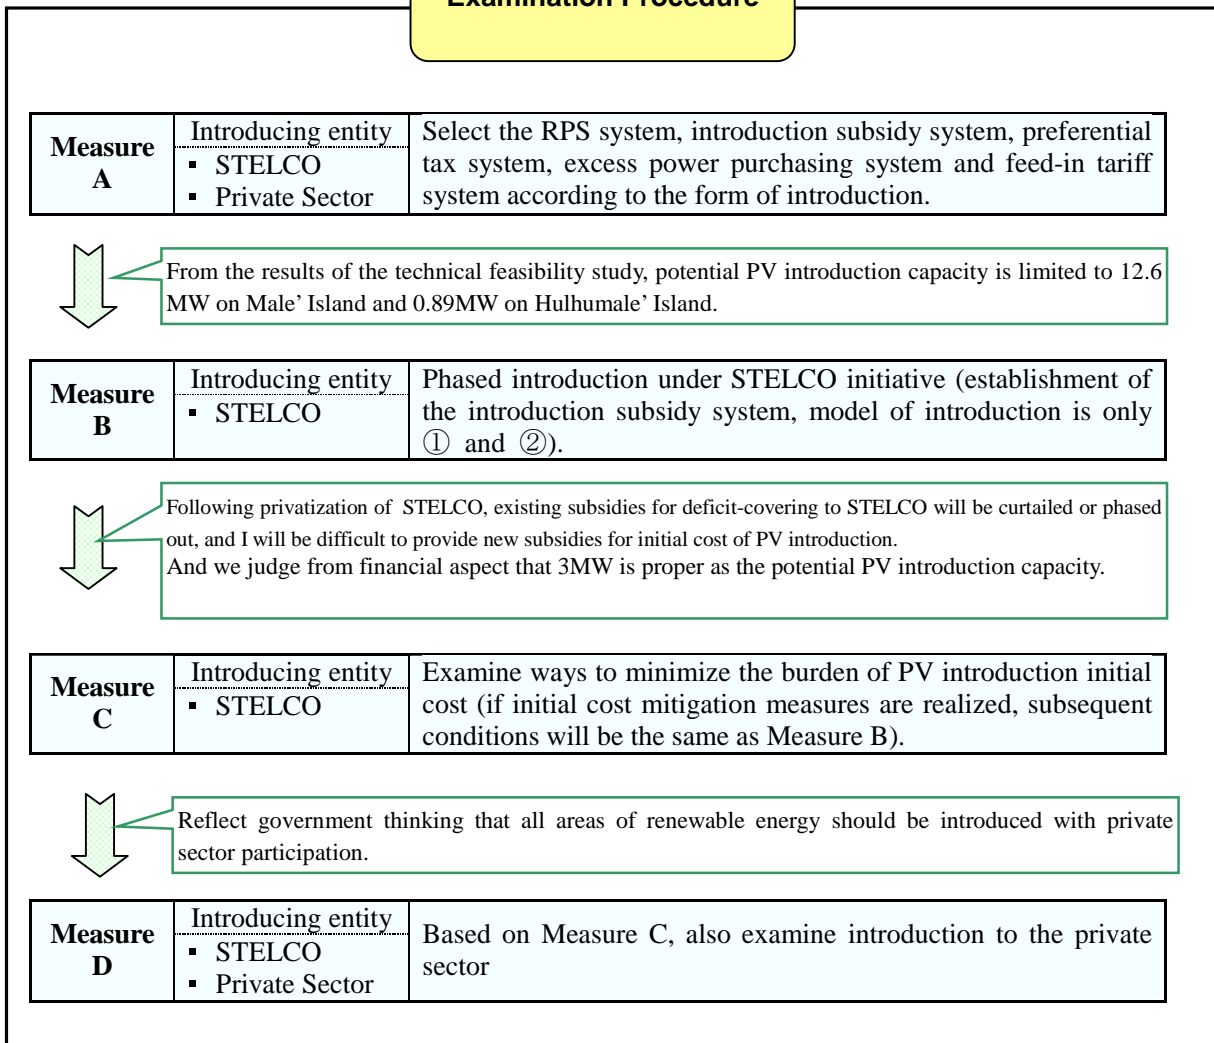 Examination Procedure
Measure
A
Introducing entity
▪ STELCO
▪ Private Sector
Select the RPS system, introduction subsidy system, preferential
tax system, excess power purchasing system and feed-in tariff
system according to the form of introduction.
From the results of the technical feasibility study, potential PV introduction capacity is limited to 12.6
MW on Male’ Island and 0.89MW on Hulhumale’ Island.
Measure
B
Introducing entity
▪ STELCO
Phased introduction under STELCO initiative (establishment of
the introduction subsidy system, model of introduction is only
① and ②).
Following privatization of STELCO, existing subsidies for deficit-covering to STELCO will be curtailed or phased
out, and I will be difficult to provide new subsidies for initial cost of PV introduction.
And we judge from financial aspect that 3MW is proper as the potential PV introduction capacity.
Measure
C
Introducing entity
▪ STELCO
Examine ways to minimize the burden of PV introduction initial
cost (if initial cost mitigation measures are realized, subsequent
conditions will be the same as Measure B).
Reflect government thinking that all areas of renewable energy should be introduced with private
sector participation.
Measure
D
Introducing entity
▪ STELCO
▪ Private Sector
Based on Measure C, also examine introduction to the private
sector